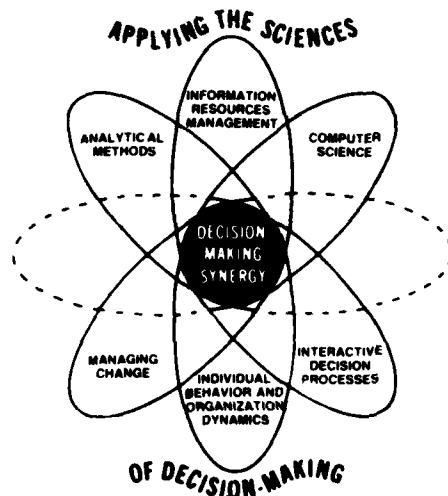 APPLYING THE SCIENCES
INFORMATION
RESOURCES
MANAGEMENT
ANALYTICAL
METHODS
COMPUTER
SCIENCE
DECISION
MAKING
SYNERGY
MANAGING
CHANGE
INDIVIDUAL
BEHAVIOR AND
ORGANIZATION
DYNAMICS
INTERACTIVE
DECISION
PROCESSES
OF DECISION-MAKING